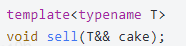 template<typename T>
void sell(T&& cake);